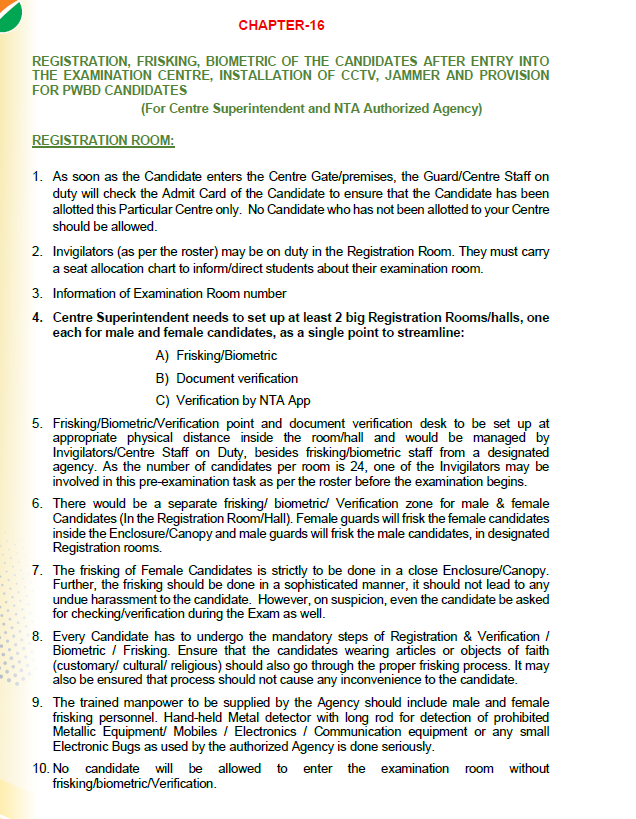 CHAPTER-16
REGISTRATION, FRISKING, BIOMETRIC OF THE CANDIDATES AFTER ENTRY INTO
THE EXAMINATION CENTRE, INSTALLATION OF CCTV, JAMMER AND PROVISION
FOR PWBD CANDIDATES
(For Centre Superintendent and NTA Authorized Agency)
REGISTRATION ROOM:
1. As soon as the Candidate enters the Centre Gate/premises, the Guard/Centre Staff on
duty will check the Admit Card of the Candidate to ensure that the Candidate has been
allotted this Particular Centre only. No Candidate who has not been allotted to your Centre
should be allowed.
2. Invigilators (as per the roster) may be on duty in the Registration Room. They must carry
a seat allocation chart to inform/direct students about their examination room.
3. Information of Examination Room number
4. Centre Superintendent needs to set up at least 2 big Registration Rooms/halls, one
each for male and female candidates, as a single point to streamline:
A) Frisking/Biometric
B) Document verification
C) Verification by NTA App
5. Frisking/Biometric/Verification point and document verification desk to be set up at
appropriate physical distance inside the room/hall and would be managed by
Invigilators/Centre Staff on Duty, besides frisking/biometric staff from a designated
agency. As the number of candidates per room is 24, one of the Invigilators may be
involved in this pre-examination task as per the roster before the examination begins.
6. There would be a separate frisking/ biometric/ Verification zone for male & female
Candidates (In the Registration Room/Hall). Female guards will frisk the female candidates
inside the Enclosure/Canopy and male guards will frisk the male candidates, in designated
Registration rooms.
7. The frisking of Female Candidates is strictly to be done in a close Enclosure/Canopy.
Further, the frisking should be done in a sophisticated manner, it should not lead to any
undue harassment to the candidate. However, on suspicion, even the candidate be asked
for checking/verification during the Exam as well.
8. Every Candidate has to undergo the mandatory steps of Registration & Verification /
Biometric / Frisking. Ensure that the candidates wearing articles or objects of faith
(customary/ cultural/ religious) should also go through the proper frisking process. It may
also be ensured that process should not cause any inconvenience to the candidate.
9. The trained manpower to be supplied by the Agency should include male and female
frisking personnel. Hand-held Metal detector with long rod for detection of prohibited
Metallic Equipment/ Mobiles / Electronics / Communication equipment or any small
Electronic Bugs as used by the authorized Agency is done seriously.
10. No candidate will be allowed to enter the examination room without
frisking/biometric/Verification.